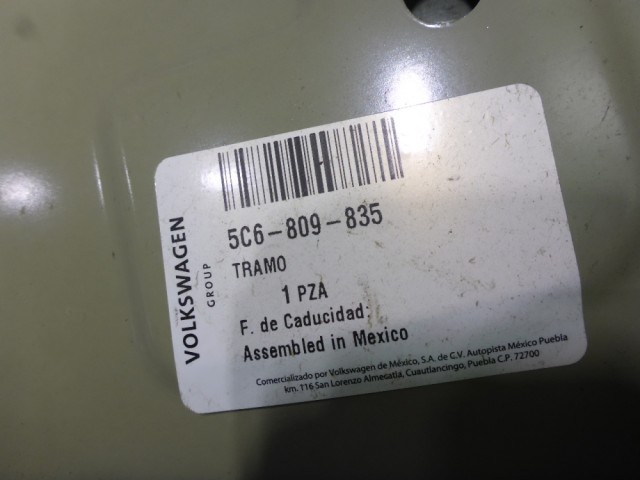 VOLKSWAGEN
GROUP
5C6-809-835
TRAMO
1 PZA
F. de Caducidad:
Assembled in Mexico
Comercializado por Volkswagen de México, S.A. de C.V. Autopista México Puebla
km. 116 San Lorenzo Almecatla, Cuautlancingo, Puebla C.P. 72700